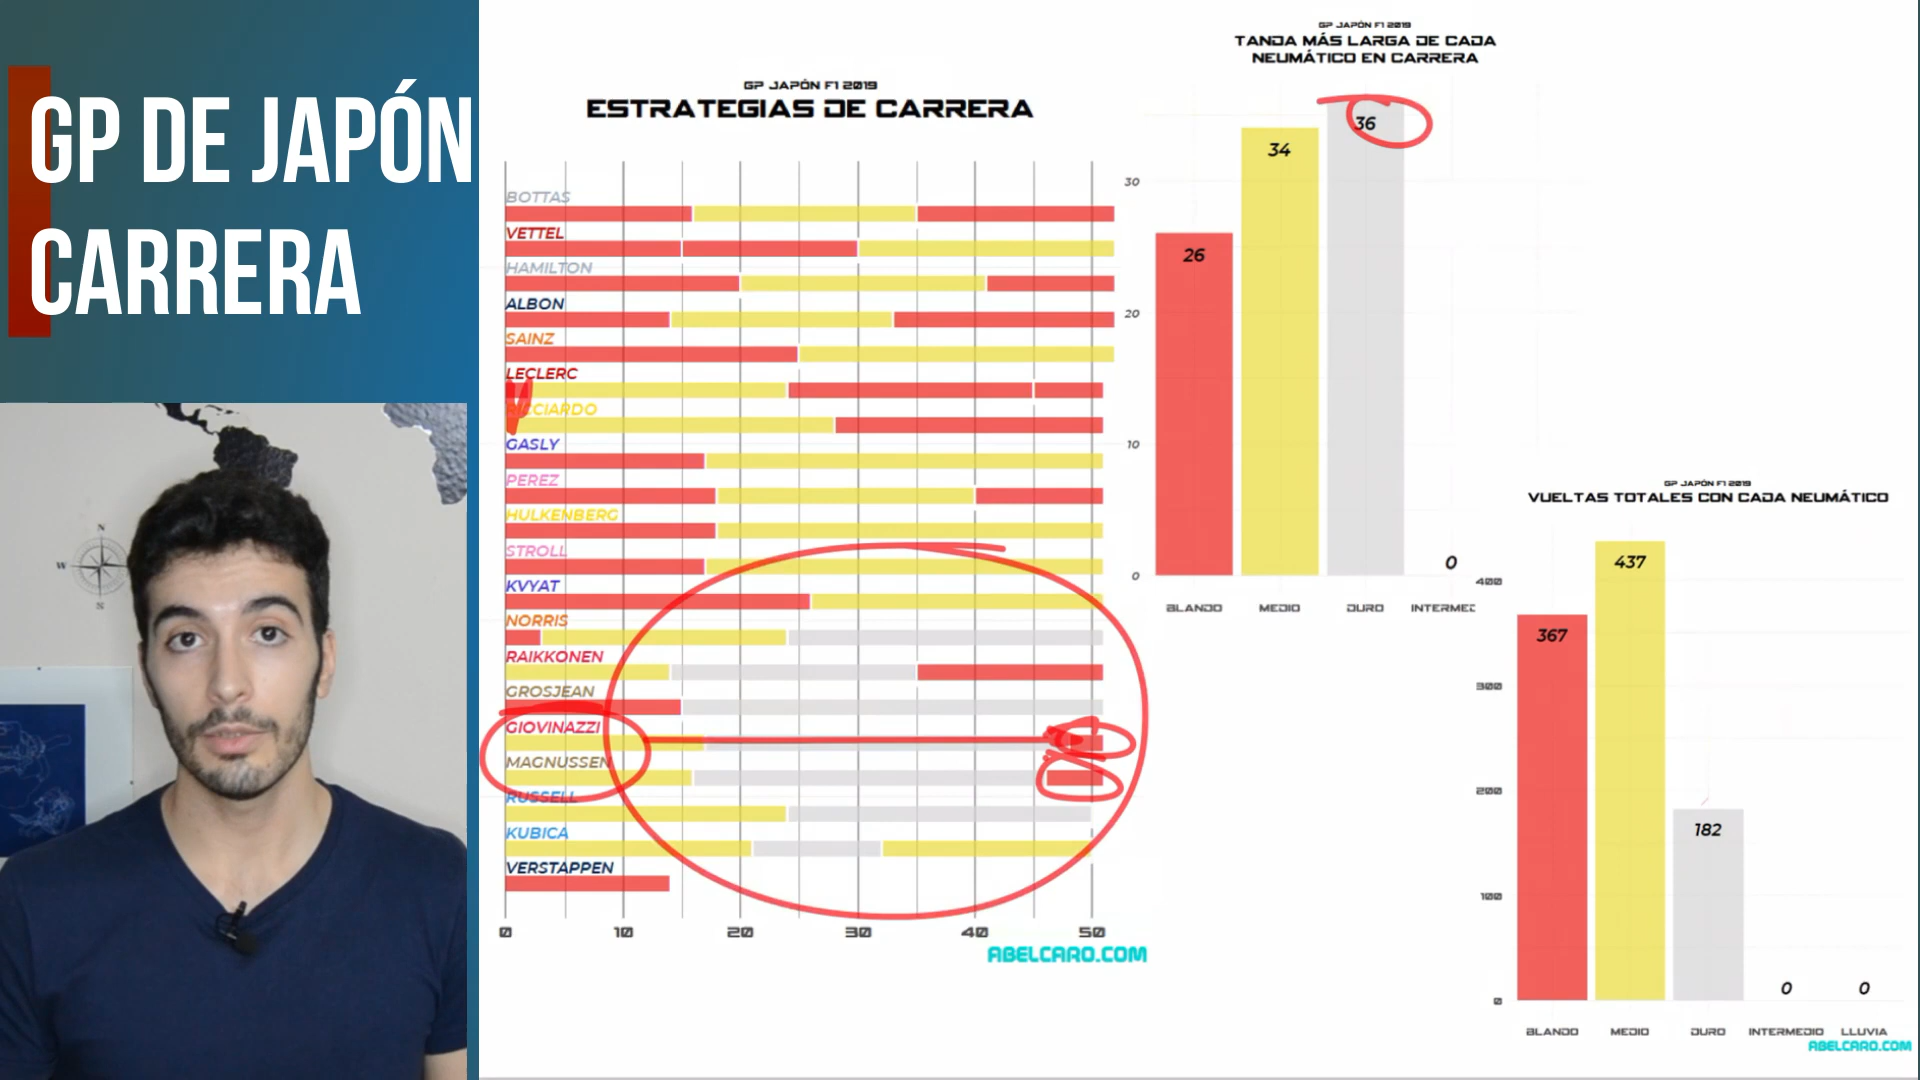 GP DE JAPÓN
CARRERA
N
W
S
GP JAPÓN F1 2019
ESTRATEGIAS DE CARRERA
BOTTAS
VETTEL
HAMILTON
ALBON
SAINZ
LECLERC
RICCIARDO
GASLY
PEREZ
HULKENBERG
STROLL
KVYAT
NORRIS
RAIKKONEN
GROSJEAN
GIOVINAZZI
MAGNUSSEN
RUSSELL
KUBICA
VERSTAPPEN
0 10 20 30 40 50
ABELCARO.COM
GP JAPÓN F1 2019
TANDA MÁS LARGA DE CADA
NEUMÁTICO EN CARRERA
36
34
30
26
20
10
0
0
BLANDO MEDIO DURO INTERMED
GP JAPÓN F1 2019
VUELTAS TOTALES CON CADA NEUMÁTICO
437
400
367
300
200
182
100
0 0
0
BLANDO MEDIO DURO INTERMEDIO LLUVIA
ABELCARO.COM